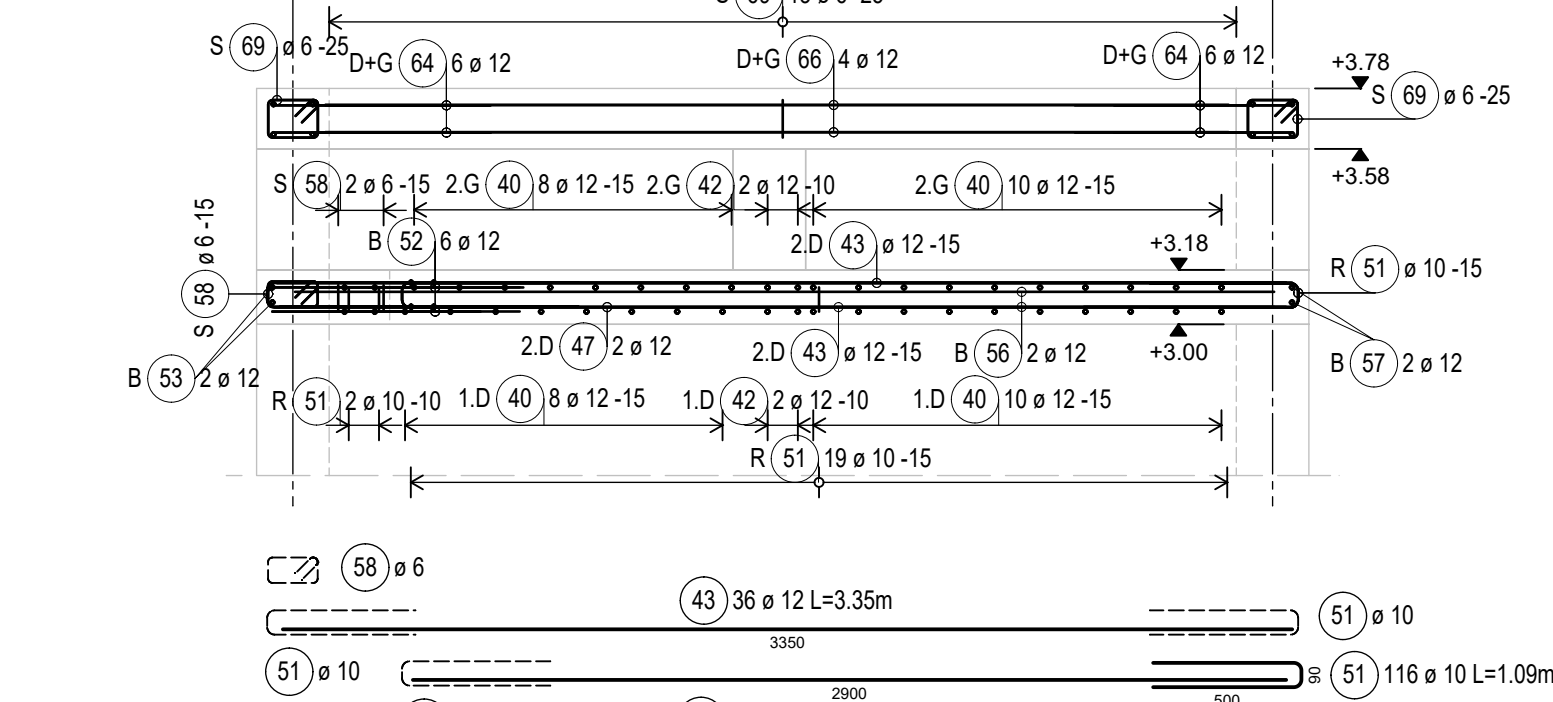 S 69 ø 6 -25
D+G 64 6 ø 12
D+G 66 4 ø 12
D+G 64 6 ø 12
+3.78
S 69 ø 6 -25
+3.58
S 58 2 ø 6 -15
2.G 40 8 ø 12 -15
2.G 42 2 ø 12 -10
2.G 40 10 ø 12 -15
S 58 ø 6 -15
B 52 6 ø 12
2.D 43 ø 12 -15
+3.18
R 51 ø 10 -15
2.D 47 2 ø 12
2.D 43 ø 12 -15
B 56 2 ø 12
+3.00
B 53 2 ø 12
B 57 2 ø 12
R 51 2 ø 10 -10
1.D 40 8 ø 12 -15
1.D 42 2 ø 12 -10
1.D 40 10 ø 12 -15
R 51 19 ø 10 -15
58 ø 6
43 36 ø 12 L=3.35m
51 ø 10
3350
51 ø 10
2900
500
90
51 116 ø 10 L=1.09m